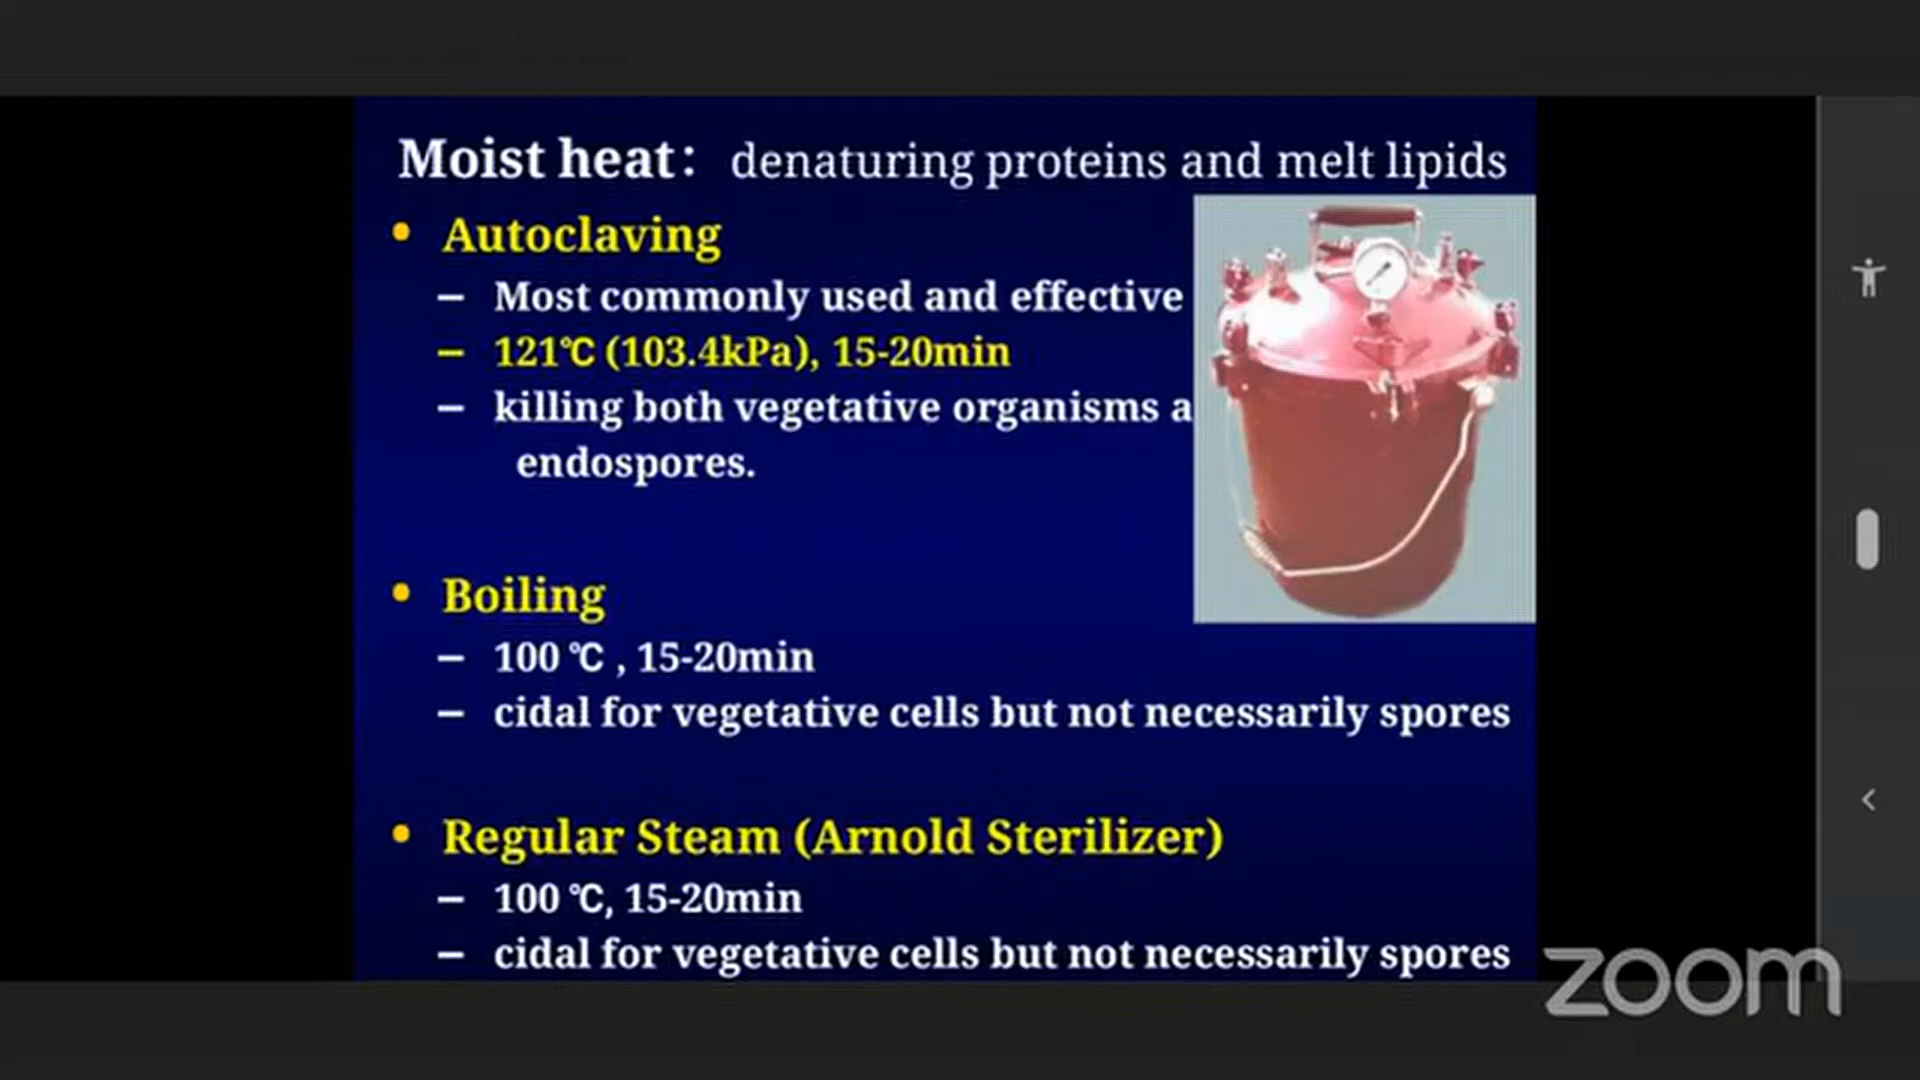 Moist heat: denaturing proteins and melt lipids
• Autoclaving
– Most commonly used and effective
– 121℃ (103.4kPa), 15-20min
– killing both vegetative organisms a
endospores.
• Boiling
– 100 ℃ , 15-20min
– cidal for vegetative cells but not necessarily spores
• Regular Steam (Arnold Sterilizer)
– 100 ℃, 15-20min
– cidal for vegetative cells but not necessarily spores
zoom